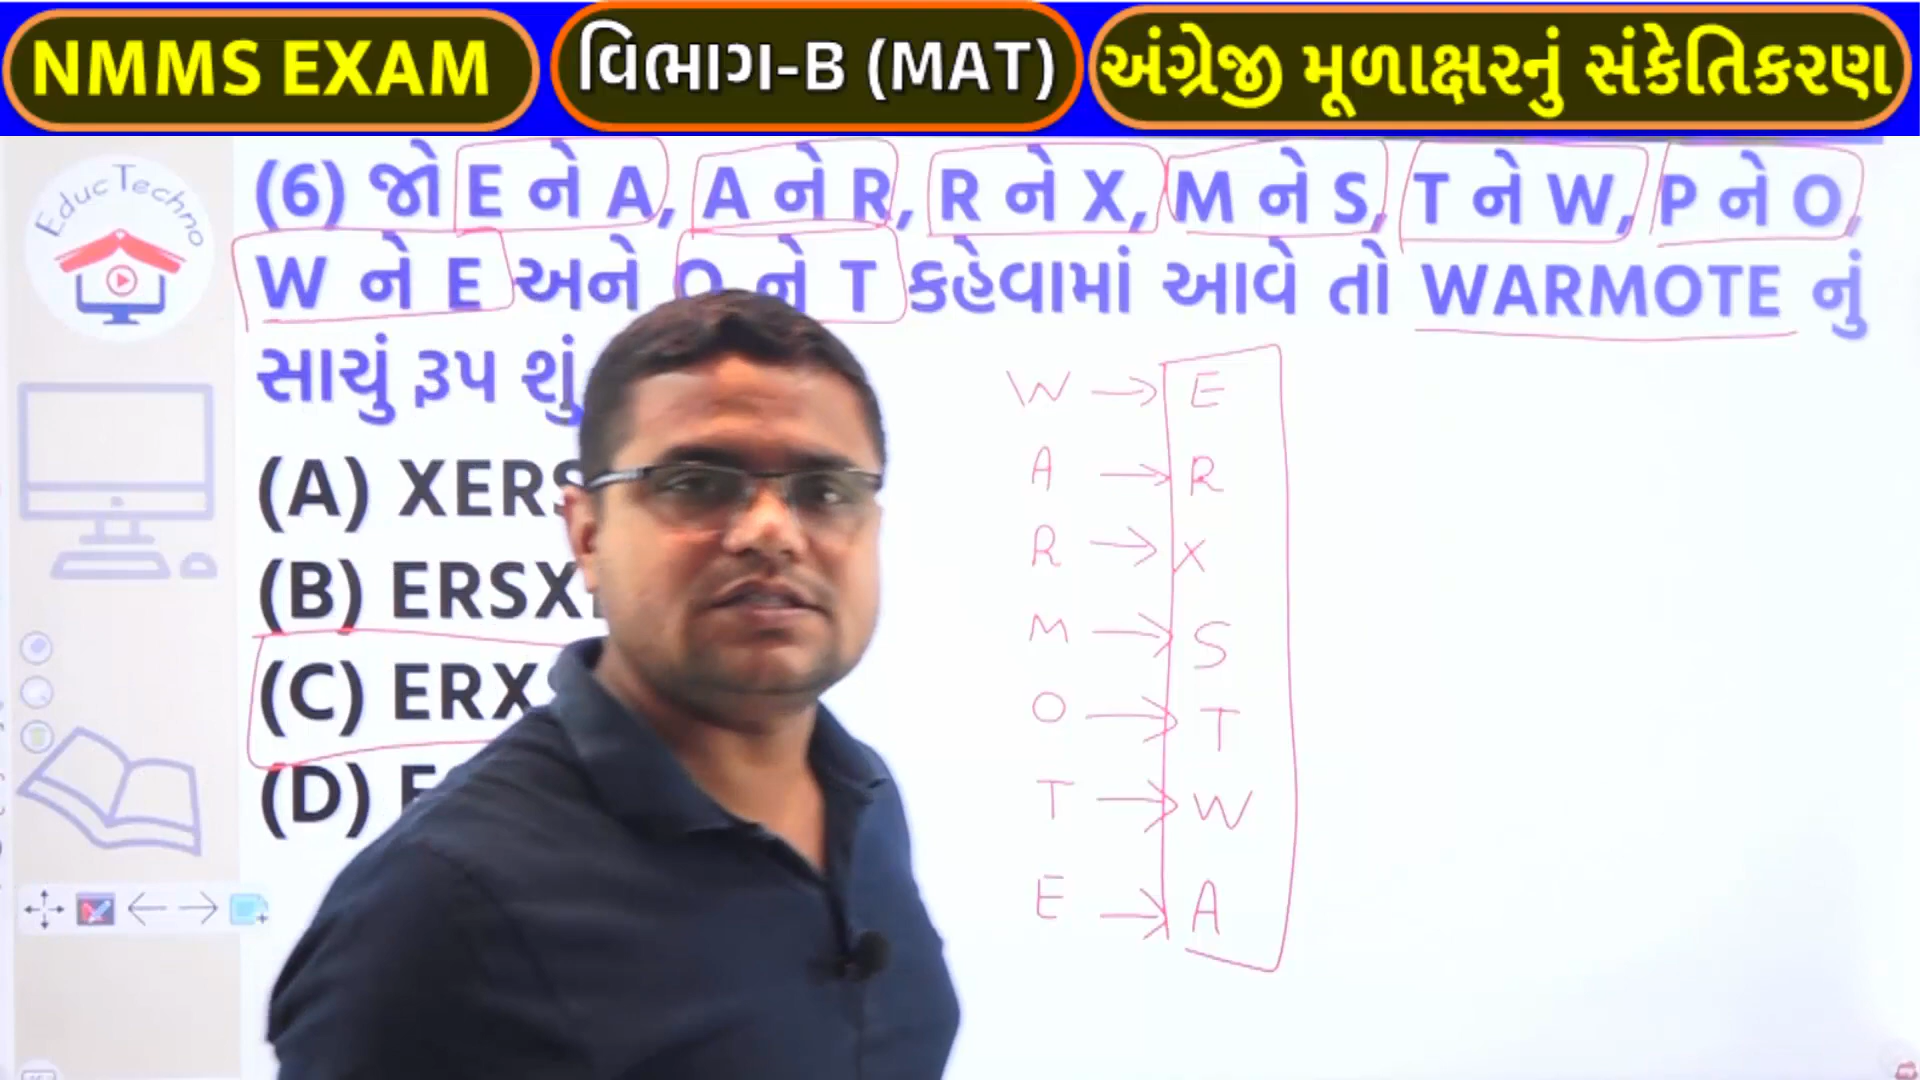 NMMS EXAM
વિભાગ-B (MAT)
અંગ્રેજી મૂળાક્ષરનું સંકેતિકરણ
EducTechno
(6) જો E ને A, A ને R, R ને X, M ને S, T ને W, P ને O,
W ને E અને O ને T કહેવામાં આવે તો WARMOTE નું
સાચું રૂપ શું
(A) XERS
(B) ERSX
(C) ERX
(D)
W → E
A → R
R → X
M → S
O → T
T → W
E → A